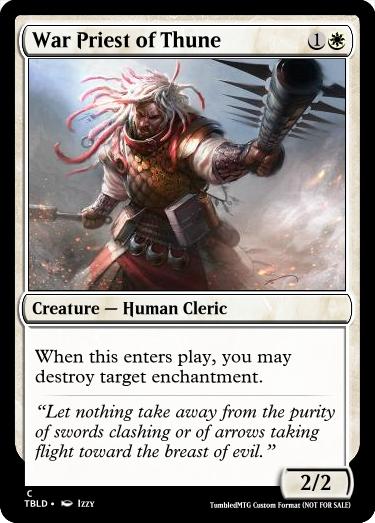 War Priest of Thune 1
Creature — Human Cleric
When this enters play, you may
destroy target enchantment.
“Let nothing take away from the purity
of swords clashing or of arrows taking
flight toward the breast of evil.”
2/2
C
TBLD • Izzy
TumbledMTG Custom Format (NOT FOR SALE)